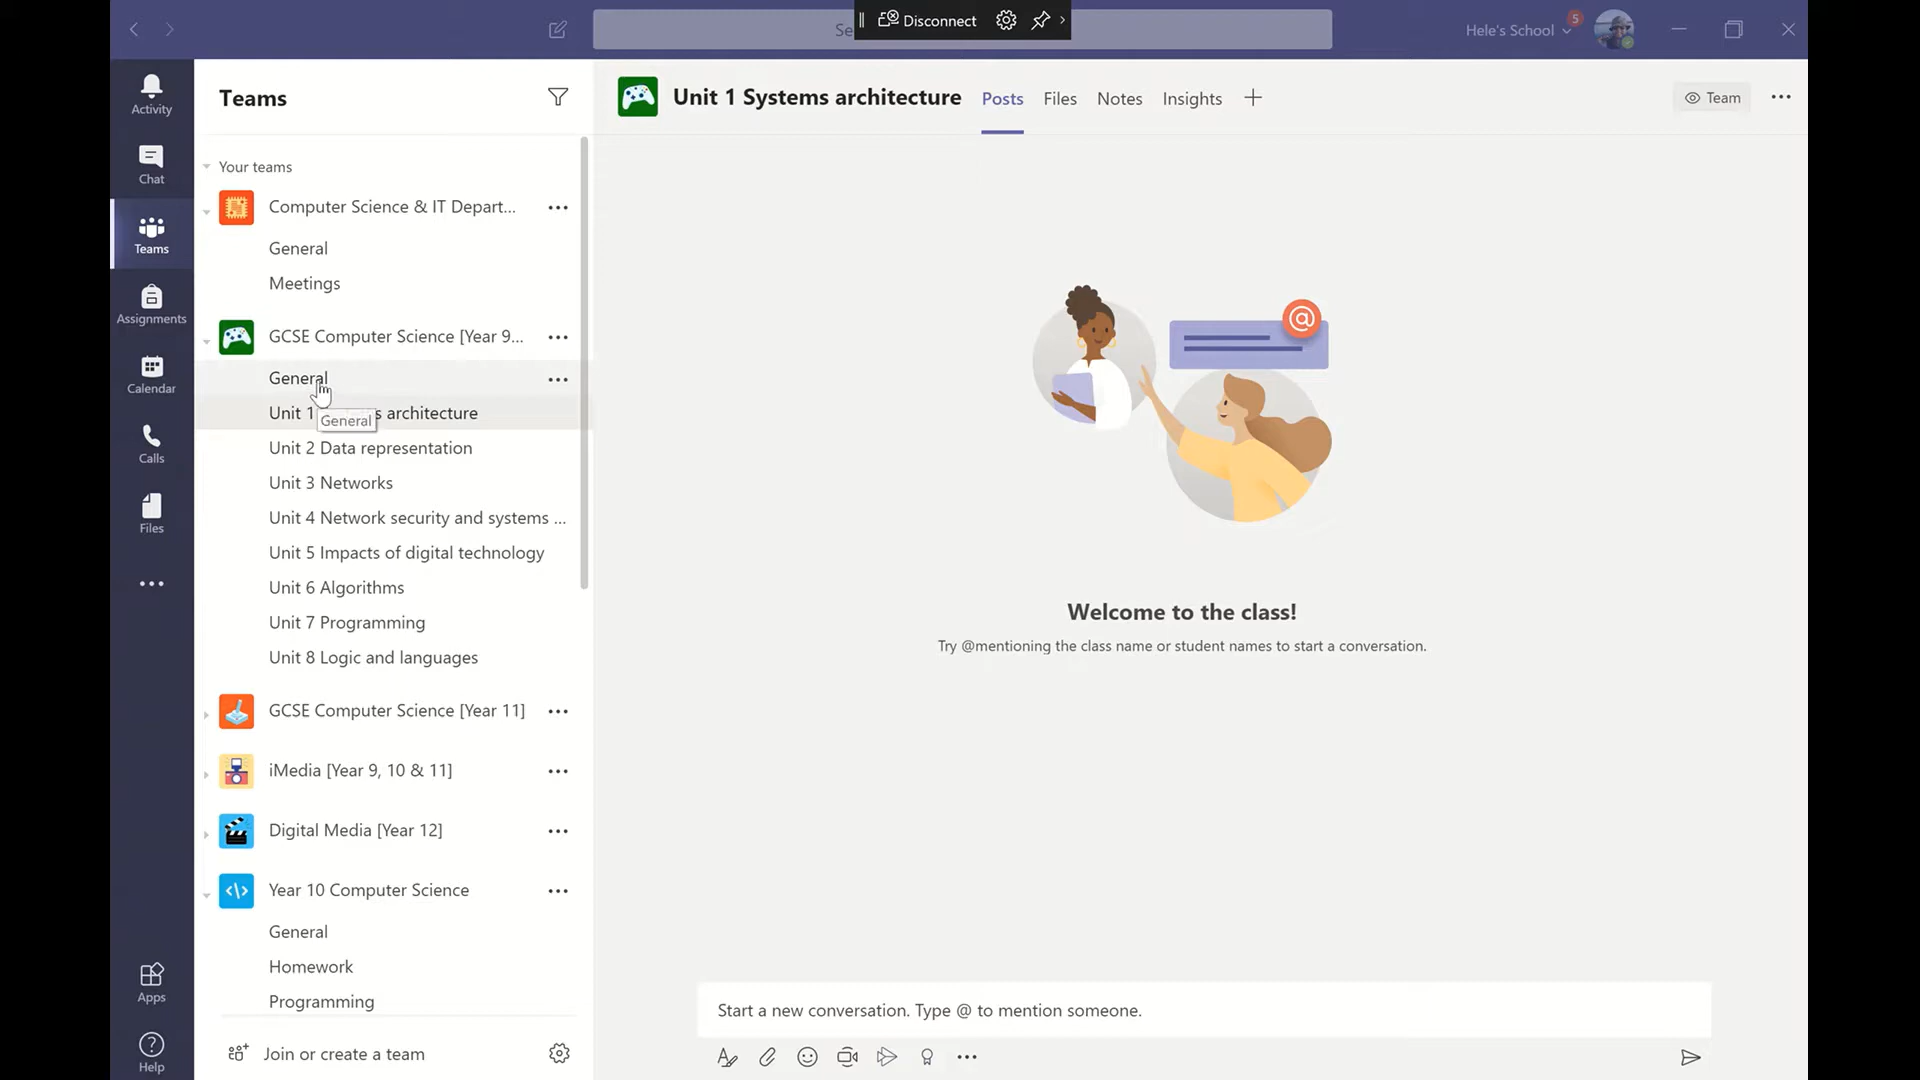 Se
Disconnect
Hele's School
5
Activity
Chat
Teams
Assignments
Calendar
Calls
Files
Apps
Help
Teams
Your teams
Computer Science & IT Depart...
General
Meetings
GCSE Computer Science [Year 9...
General
Unit 1 s architecture
General
Unit 2 Data representation
Unit 3 Networks
Unit 4 Network security and systems ...
Unit 5 Impacts of digital technology
Unit 6 Algorithms
Unit 7 Programming
Unit 8 Logic and languages
GCSE Computer Science [Year 11]
iMedia [Year 9, 10 & 11]
Digital Media [Year 12]
Year 10 Computer Science
General
Homework
Programming
Join or create a team
Unit 1 Systems architecture
Posts Files Notes Insights
Team
@
Welcome to the class!
Try @mentioning the class name or student names to start a conversation.
Start a new conversation. Type @ to mention someone.